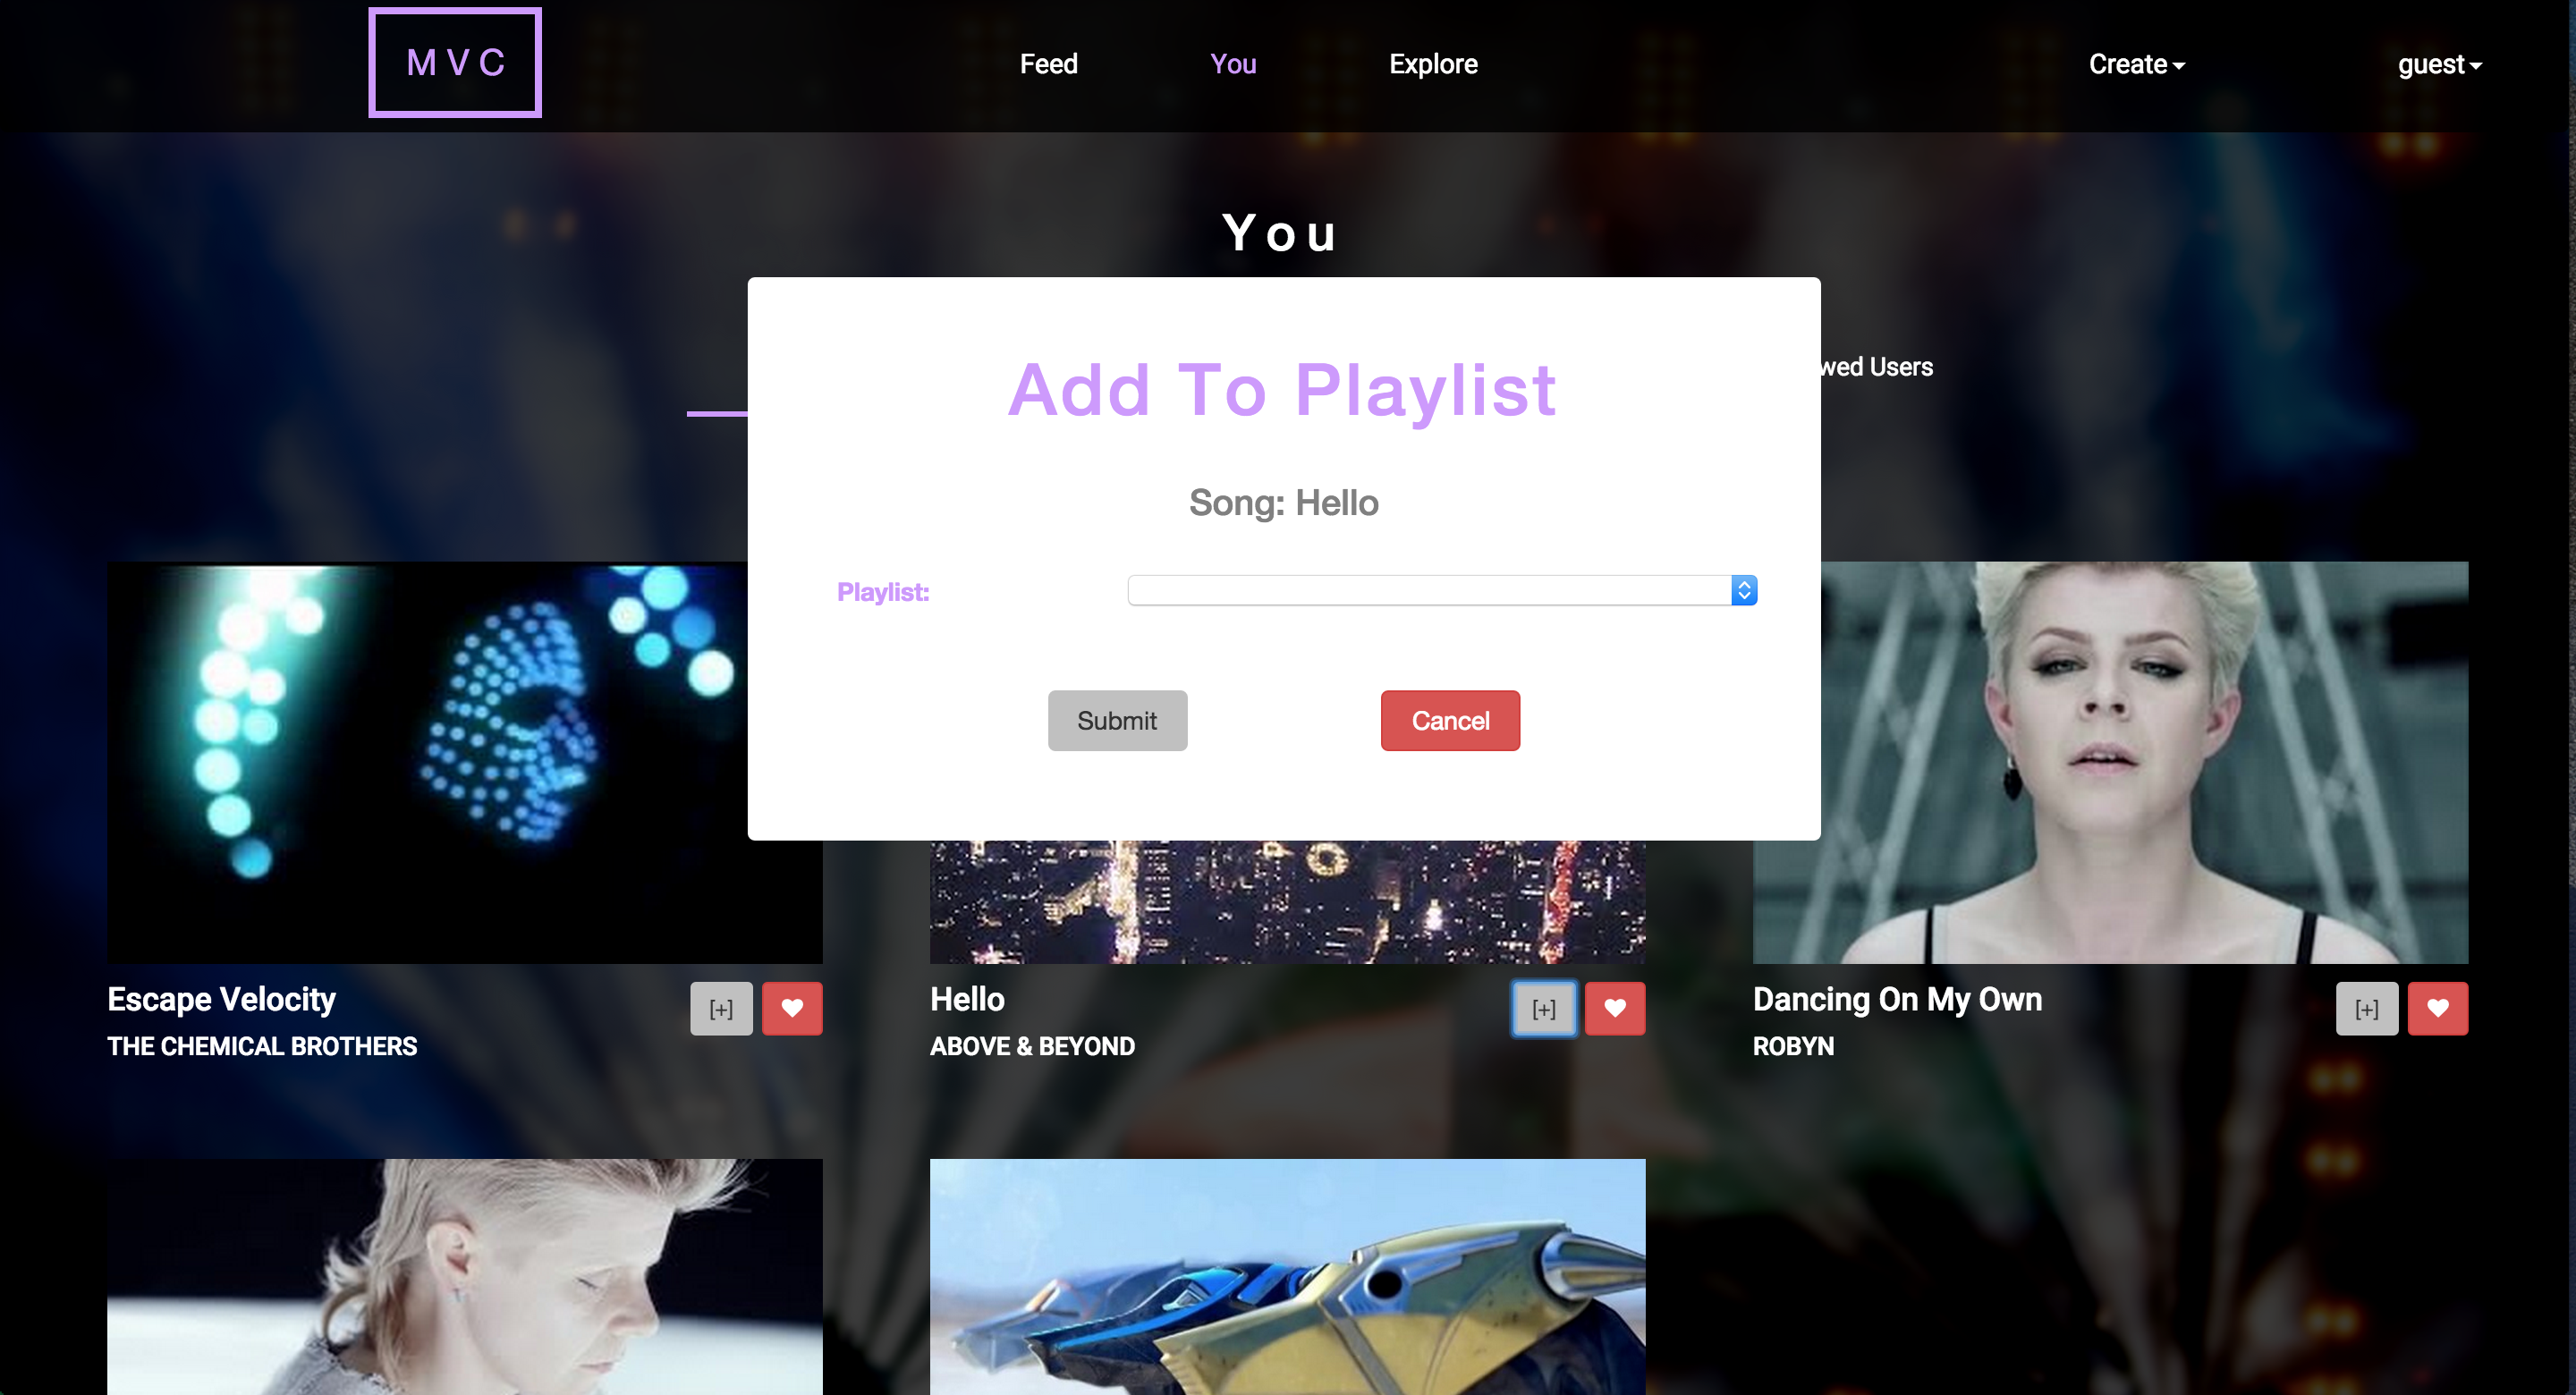 MVC
Feed You Explore Create guest
You
wed Users
Add To Playlist
Song: Hello
Playlist:
Submit Cancel
Escape Velocity [+]
THE CHEMICAL BROTHERS
Hello [+]
ABOVE & BEYOND
Dancing On My Own [+]
ROBYN